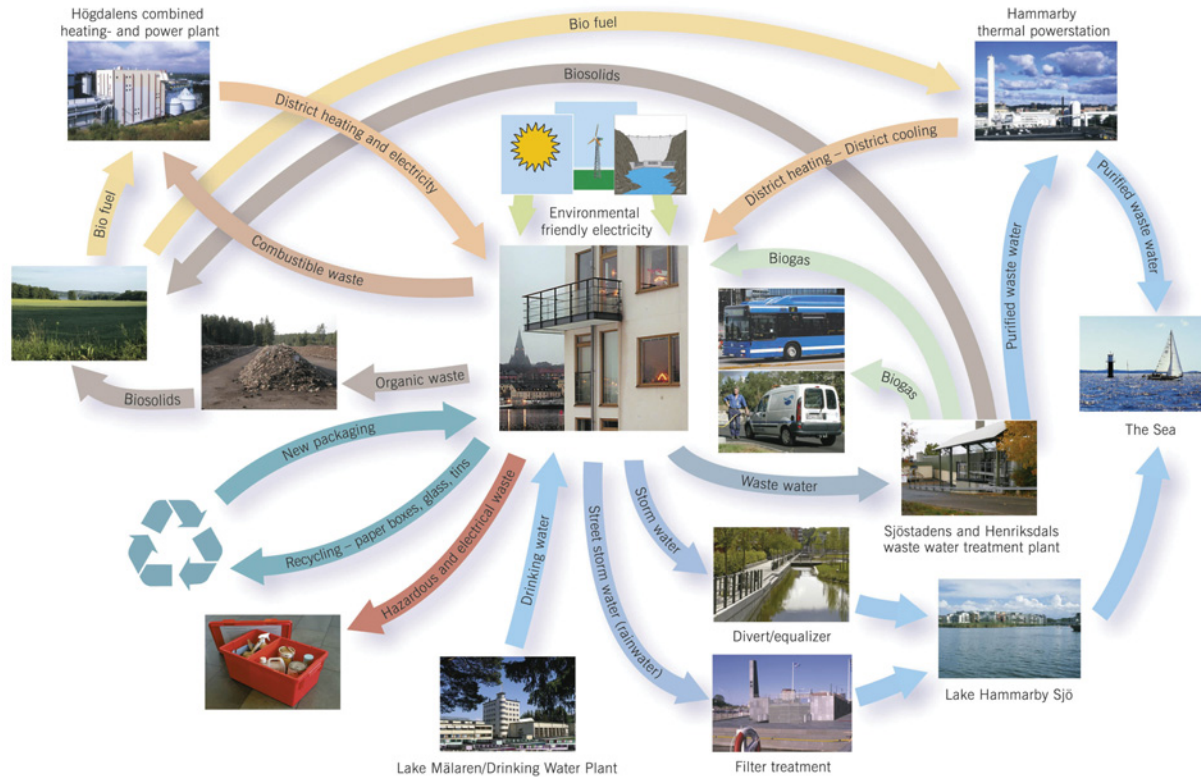 Högdalens combined
heating- and power plant
Bio fuel
Hammarby
thermal powerstation
Biosolids
District heating and electricity
District heating – District cooling
Environmental
friendly electricity
Bio fuel
Combustible waste
Biogas
Purified waste water
Purified waste water
Organic waste
Biosolids
Biogas
The Sea
New packaging
Recycling – paper boxes, glass, tins
Hazardous and electrical waste
Drinking water
Street storm water (rainwater)
Storm water
Waste water
Sjöstadens and Henriksdals
waste water treatment plant
Divert/equalizer
Lake Hammarby Sjö
Lake Mälaren/Drinking Water Plant
Filter treatment